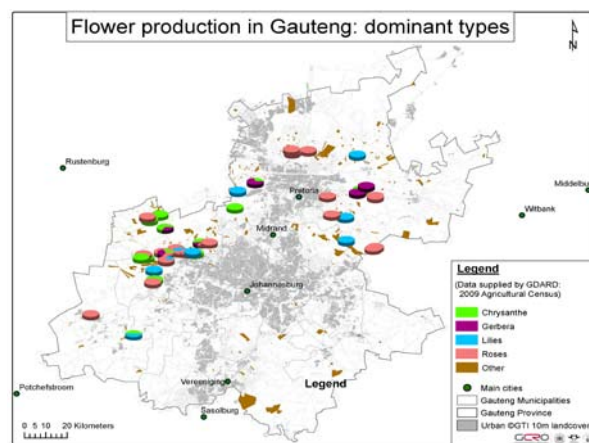 Flower production in Gauteng: dominant types
N
Rustenburg
Middelbu
Pretoria
Witbank
Midrand
Johannasburg
Legend
(Data supplied by GDARD:
2009 Agricultural Census)
Chrysanthe
Gerbera
Lilies
Roses
Other
Main cities
Gauteng Municipalities
Gauteng Province
Urban ©GTI 10m landcover
Legend
Vereeniging
Potchefstroom
Sasolburg
0 5 10 20 Kilometers
GCRO